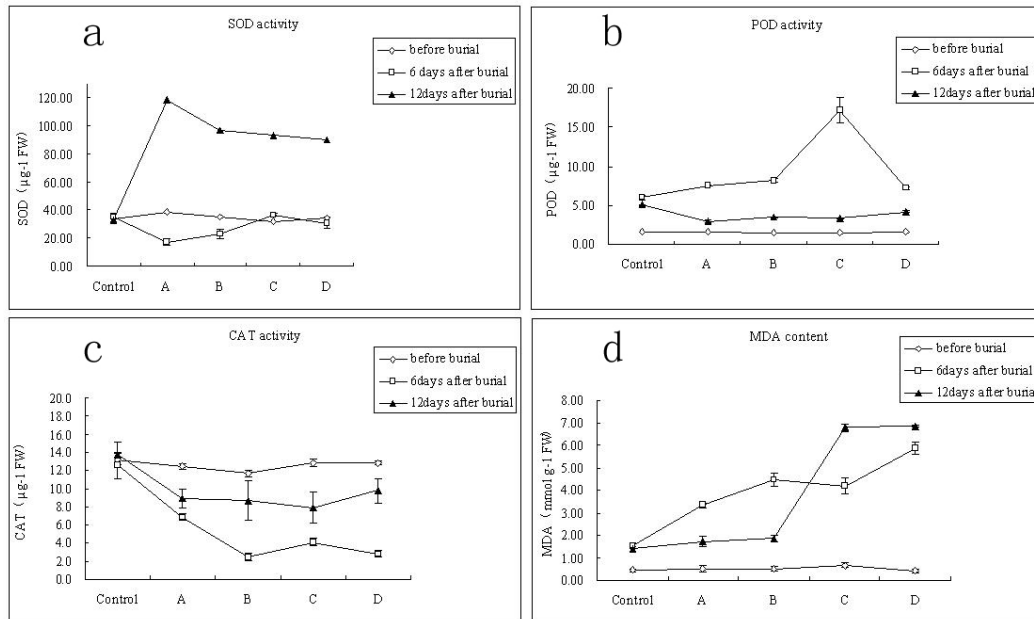 a
SOD activity
before burial
6 days after burial
12days after burial
SOD (μg-1 FW)
120.00
100.00
80.00
60.00
40.00
20.00
0.00
Control A B C D
b
POD activity
before burial
6days after burial
12days after burial
POD (μg-1 FW)
20.00
15.00
10.00
5.00
0.00
Control A B C D
c
CAT activity
before burial
6days after burial
12days after burial
CAT (μg-1 FW)
20.0
18.0
16.0
14.0
12.0
10.0
8.0
6.0
4.0
2.0
0.0
Control A B C D
d
MDA content
before burial
6days after burial
12days after burial
MDA (mmol g-1 FW)
7.00
6.00
5.00
4.00
3.00
2.00
1.00
0.00
Control A B C D